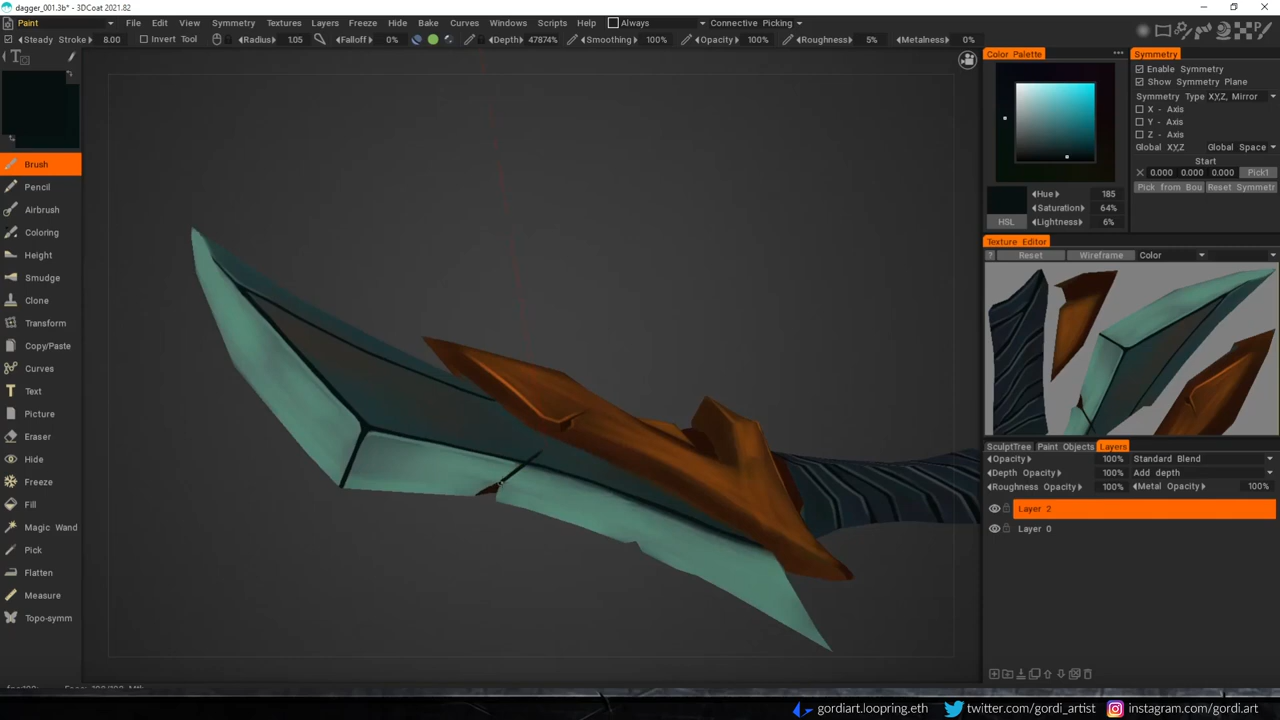 dagger_001.3b* - 3DCoat 2021.82
Paint File Edit Windows Symmetry Textures Layers Freeze Hide Bake Curves Windows Scripts Help Always Connective Picking
Steady Stroke 8.00 Invert Tool Radius 1.05 Falloff 0% Depth 47874% Smoothing 100% Opacity 100% Roughness 5% Metalness 0%
Brush
Pencil
Airbrush
Coloring
Height
Smudge
Clone
Transform
Copy/Paste
Curves
Text
Picture
Eraser
Hide
Freeze
Fill
Magic Wand
Pick
Flatten
Measure
Topo-symm
Color Palette
Hue 185
Saturation 64%
HSL Lightness 6%
Symmetry
Enable Symmetry
Show Symmetry Plane
Symmetry Type X,Y,Z, Mirror
X - Axis
Y - Axis
Z - Axis
Global X,Y,Z Global Space
Start
0.000 0.000 0.000 Pick1
Pick from Bou Reset Symmetr
Texture Editor
? Reset Wireframe Color
SculptTree Paint Objects Layers
Opacity 100% Standard Blend
Depth Opacity 100% Add depth
Roughness Opacity 100% Metal Opacity 100%
Layer 2
Layer 0
gordiart.loopring.eth twitter.com/gordi_artist instagram.com/gordi.art